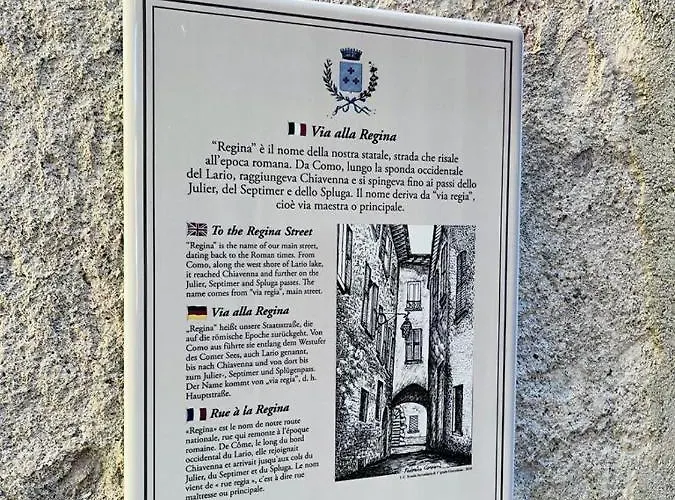 Via alla Regina
"Regina" è il nome della nostra statale, strada che risale
all'epoca romana. Da Como, lungo la sponda occidentale
del Lario, raggiungeva Chiavenna e si spingeva fino ai passi dello
Julier, del Septimer e dello Spluga. Il nome deriva da "via regia",
cioè via maestra o principale.
To the Regina Street
"Regina" is the name of our main street,
dating back to the Roman times. From
Como, along the west shore of Lario lake,
it reached Chiavenna and further on the
Julier, Septimer and Spluga passes. The
name comes from "via regia", main street.
Via alla Regina
„Regina" heißt unsere Staatsstraße, die
auf die römische Epoche zurückgeht. Von
Como aus führte sie entlang dem Westufer
des Comer Sees, auch Lario genannt,
bis nach Chiavenna und von dort bis
zum Julier-, Septimer und Splügenpass.
Der Name kommt von „via regia", d. h.
Hauptstraße.
Rue à la Regina
«Regina» est le nom de notre route
nationale, rue qui remonte à l'époque
romaine. De Côme, le long du bord
occidental du Lario, elle rejoignait
Chiavenna et arrivait jusqu'aux cols du
Julier, du Septimer et du Spluga. Le nom
vient de « rue regia », c'est à dire rue
maîtresse ou principale.